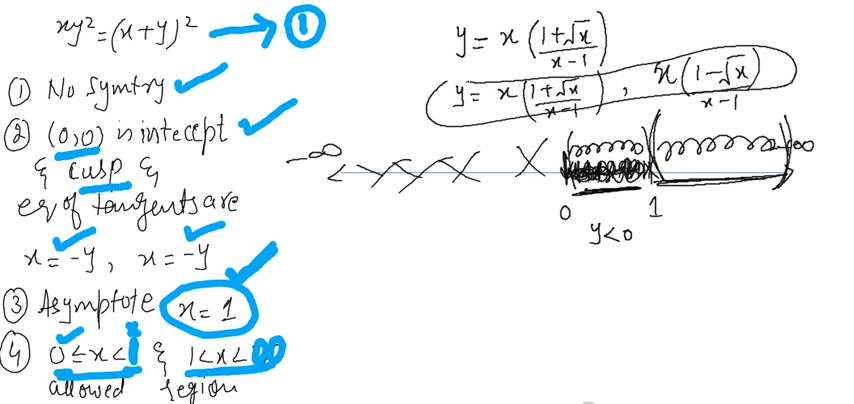 xy² = (x+y)² → ①
① No Symtry ✓
② (0,0) is intecept ✓
& Cusp &
eq of tangents are
x = -y, x = -y
③ Asymptote x = 1
④ 0 ≤ x < 1 & 1 < x < ∞
allowed region
y = x(1+√x / x-1)
y = x(1+√x / x-1), x(1-√x / x-1)
-∞ ∞
0 1
y<0